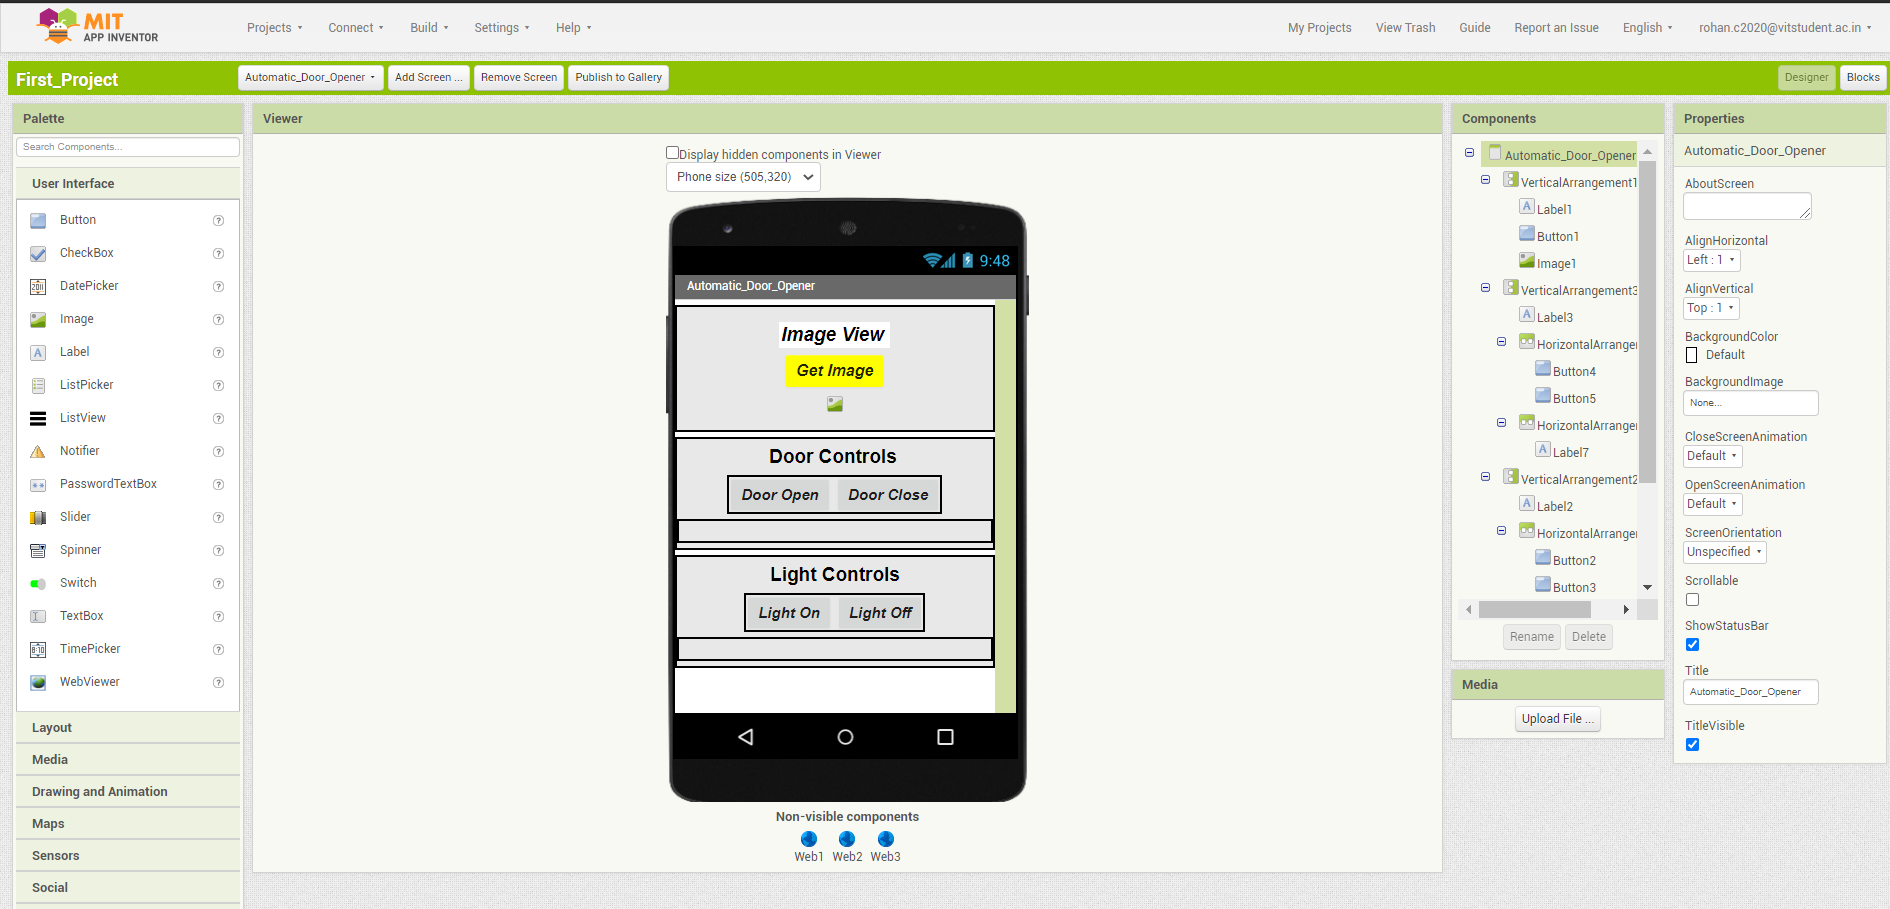 MIT
APP INVENTOR
Projects
Connect
Build
Settings
Help
My Projects
View Trash
Guide
Report an Issue
English
rohan.c2020@vitstudent.ac.in
First_Project
Automatic_Door_Opener
Add Screen ...
Remove Screen
Publish to Gallery
Designer
Blocks
Palette
Search Components...
User Interface
Button
CheckBox
DatePicker
Image
Label
ListPicker
ListView
Notifier
PasswordTextBox
Slider
Spinner
Switch
TextBox
TimePicker
WebViewer
Layout
Media
Drawing and Animation
Maps
Sensors
Social
Viewer
Display hidden components in Viewer
Phone size (505,320)
9:48
Automatic_Door_Opener
Image View
Get Image
Door Controls
Door Open
Door Close
Light Controls
Light On
Light Off
Non-visible components
Web1
Web2
Web3
Components
Automatic_Door_Opener
VerticalArrangement1
Label1
Button1
Image1
VerticalArrangement3
Label3
HorizontalArranger
Button4
Button5
HorizontalArranger
Label7
VerticalArrangement2
Label2
HorizontalArranger
Button2
Button3
Rename
Delete
Media
Upload File ...
Properties
Automatic_Door_Opener
AboutScreen
AlignHorizontal
Left : 1
AlignVertical
Top : 1
BackgroundColor
Default
BackgroundImage
None...
CloseScreenAnimation
Default
OpenScreenAnimation
Default
ScreenOrientation
Unspecified
Scrollable
ShowStatusBar
Title
Automatic_Door_Opener
TitleVisible